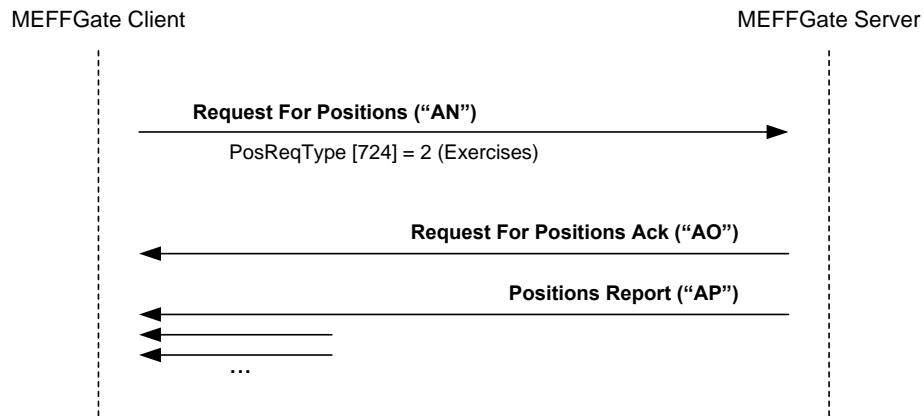 MEFFGate Client
MEFFGate Server
Request For Positions (“AN”)
PosReqType [724] = 2 (Exercises)
Request For Positions Ack (“AO”)
Positions Report (“AP”)
...